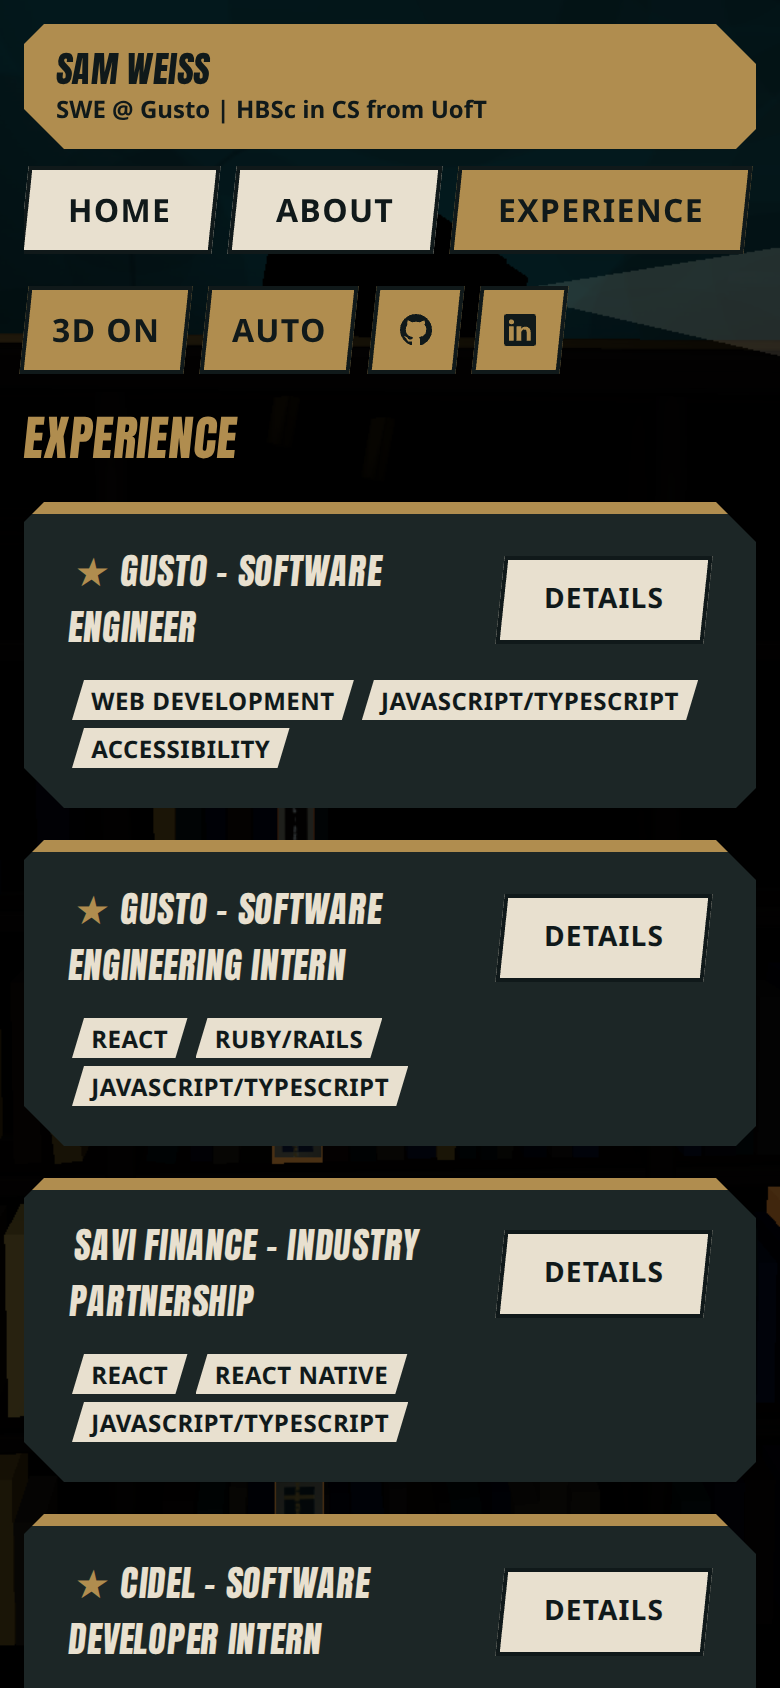 SAM WEISS
SWE @ Gusto | HBSc in CS from UofT
HOME ABOUT EXPERIENCE
3D ON AUTO in
EXPERIENCE
★ GUSTO - SOFTWARE
ENGINEER
DETAILS
WEB DEVELOPMENT JAVASCRIPT/TYPESCRIPT
ACCESSIBILITY
★ GUSTO - SOFTWARE
ENGINEERING INTERN
DETAILS
REACT RUBY/RAILS
JAVASCRIPT/TYPESCRIPT
SAVI FINANCE - INDUSTRY
PARTNERSHIP
DETAILS
REACT REACT NATIVE
JAVASCRIPT/TYPESCRIPT
★ CIDEL - SOFTWARE
DEVELOPER INTERN
DETAILS